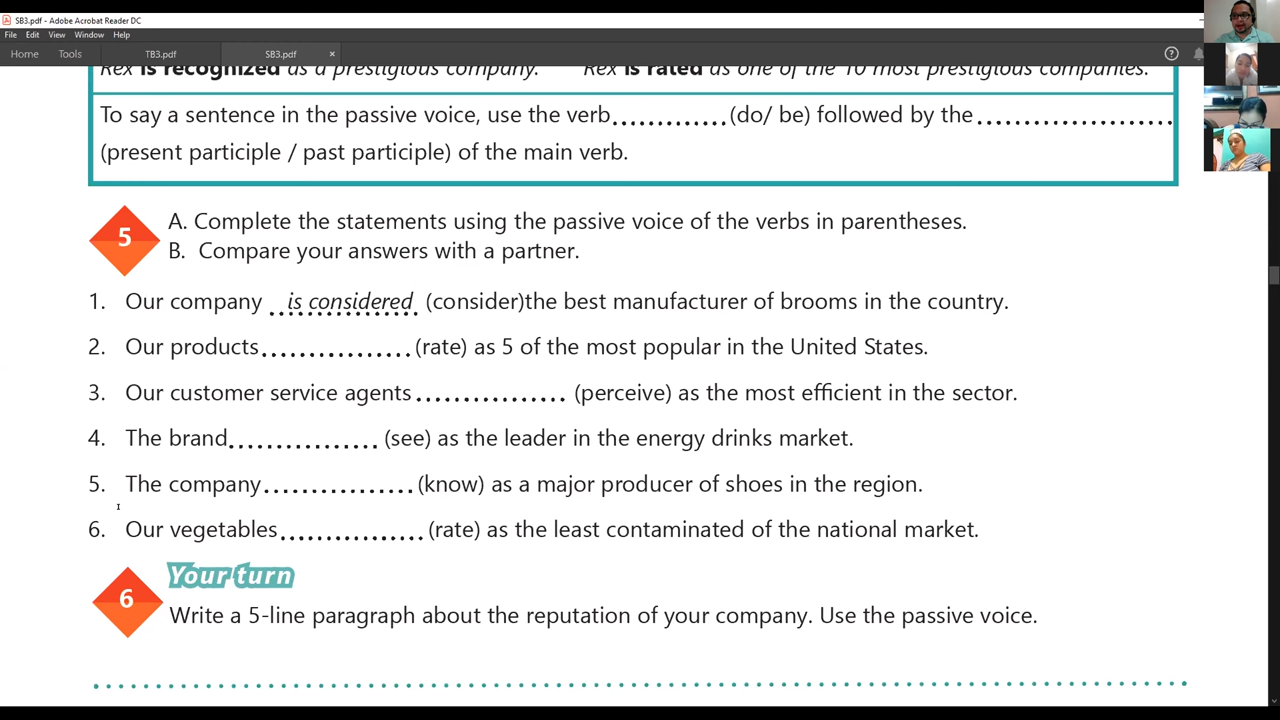 SB3.pdf - Adobe Acrobat Reader DC
File Edit View Window Help
Home Tools TB3.pdf SB3.pdf ×
Rex is recognized as a prestigious company. Rex is rated as one of the 10 most prestigious companies.
To say a sentence in the passive voice, use the verb.............(do/ be) followed by the......................
(present participle / past participle) of the main verb.
5
A. Complete the statements using the passive voice of the verbs in parentheses.
B. Compare your answers with a partner.
1. Our company is considered (consider)the best manufacturer of brooms in the country.
2. Our products................(rate) as 5 of the most popular in the United States.
3. Our customer service agents ................ (perceive) as the most efficient in the sector.
4. The brand................ (see) as the leader in the energy drinks market.
5. The company................(know) as a major producer of shoes in the region.
6. Our vegetables................(rate) as the least contaminated of the national market.
Your turn
6
Write a 5-line paragraph about the reputation of your company. Use the passive voice.